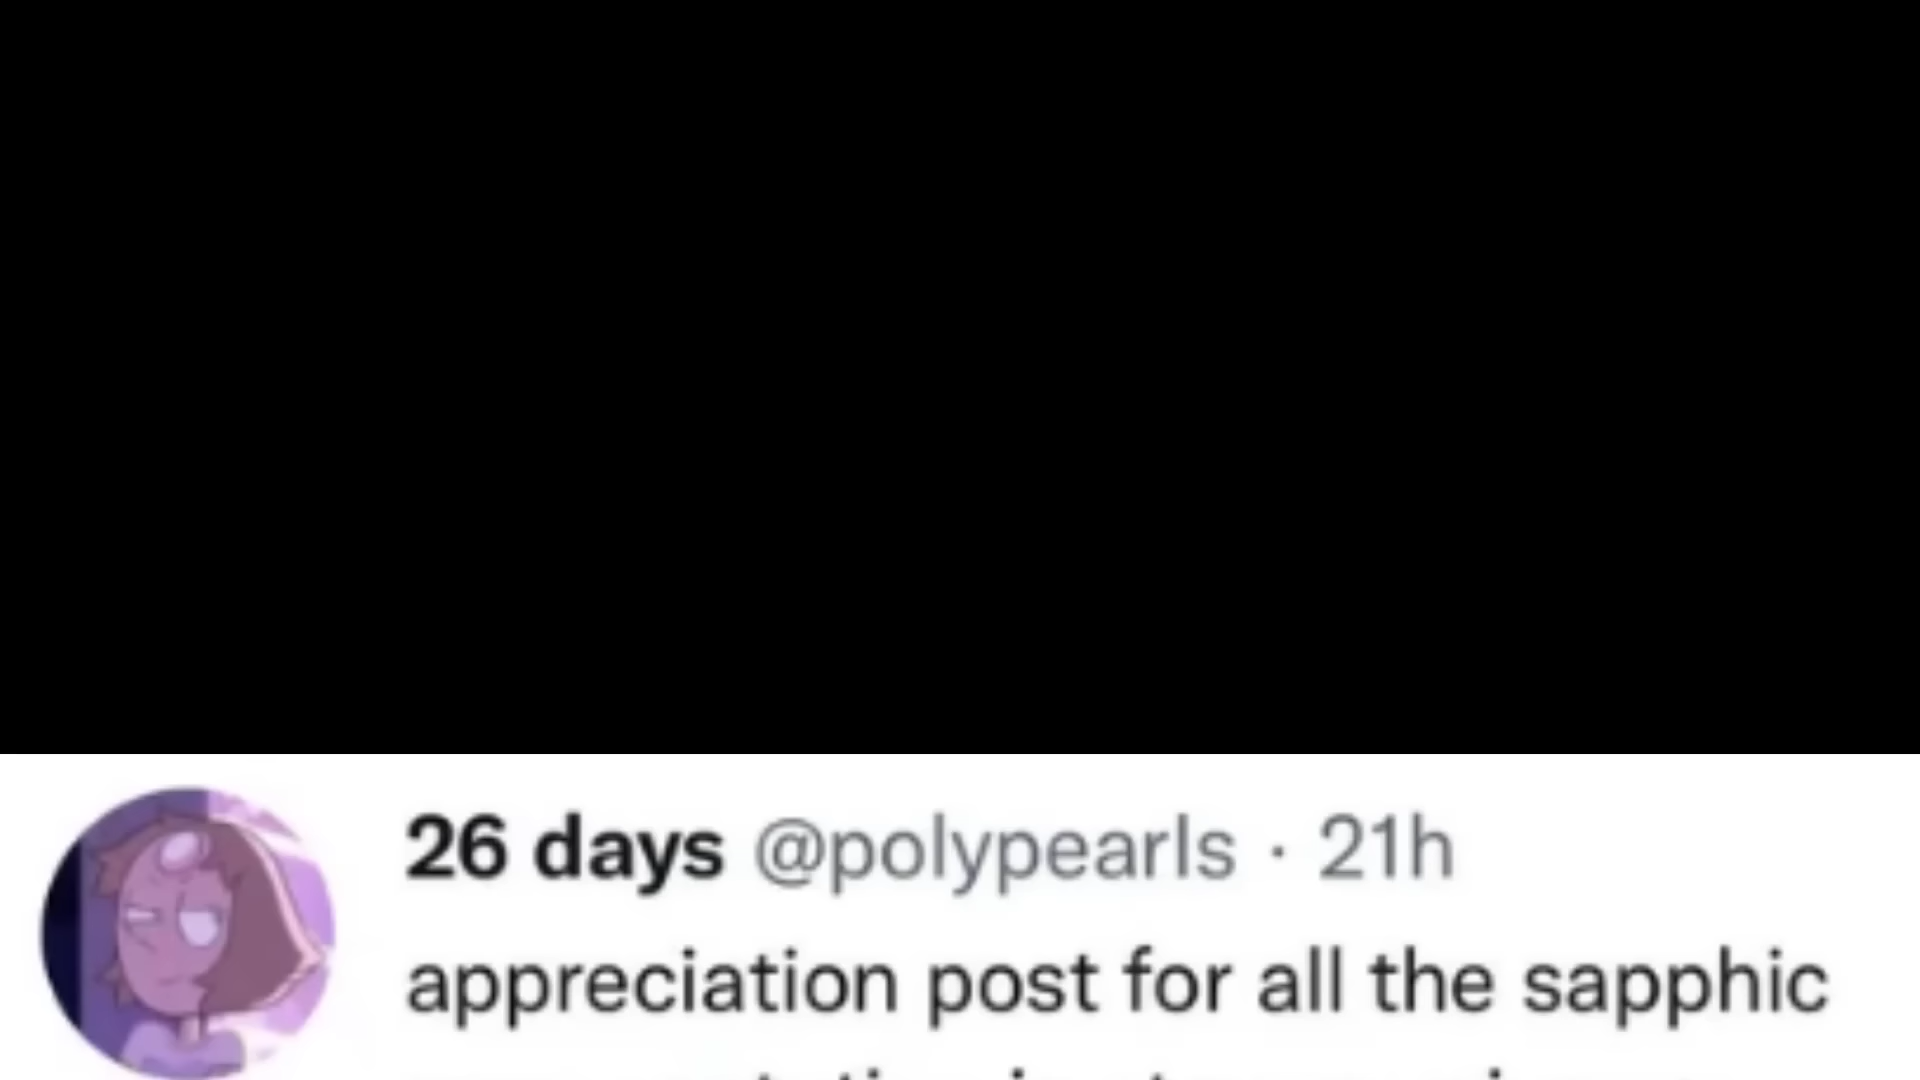 26 days @polypearls · 21h
appreciation post for all the sapphic